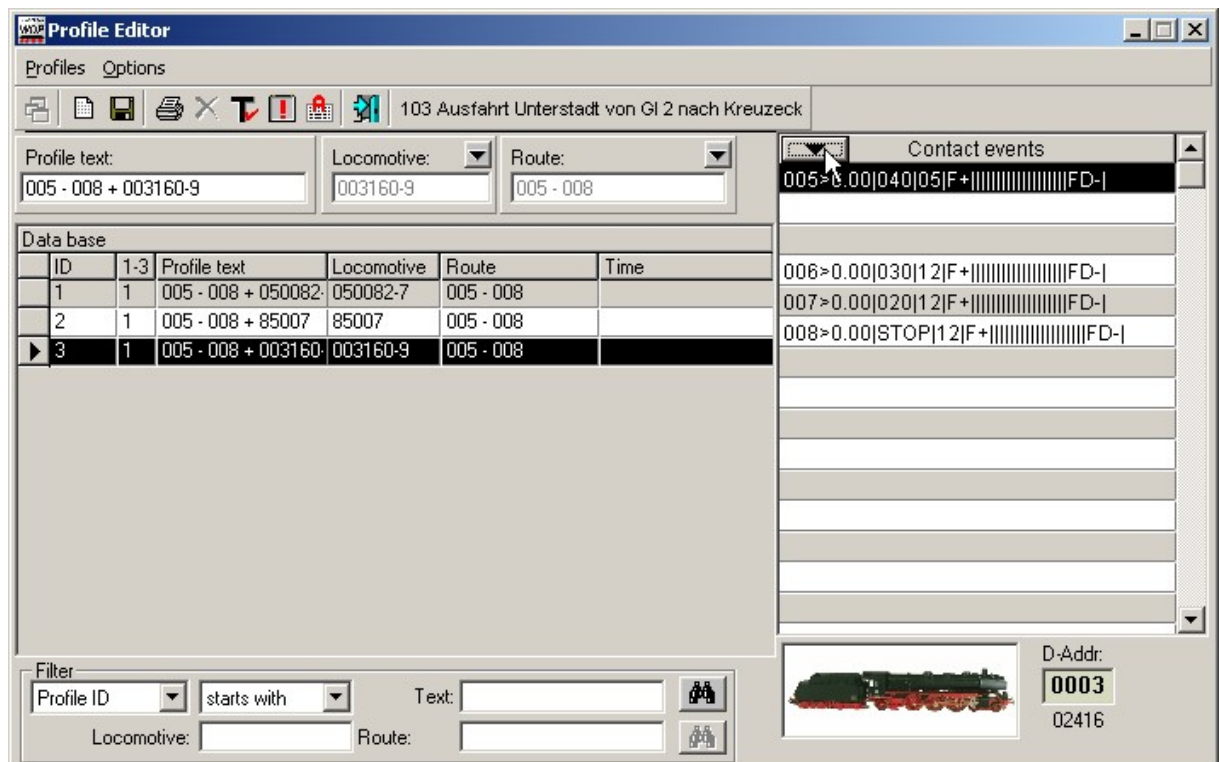 Profile Editor
Profiles Options
103 Ausfahrt Unterstadt von Gl 2 nach Kreuzeck
Profile text:
005 - 008 + 003160-9
Locomotive:
003160-9
Route:
005 - 008
Data base
ID 1-3 Profile text Locomotive Route Time
1 1 005 - 008 + 050082- 050082-7 005 - 008
2 1 005 - 008 + 85007 85007 005 - 008
3 1 005 - 008 + 003160- 003160-9 005 - 008
Contact events
005>0.00|040|05|F+||||||||||||||||||||FD-|
006>0.00|030|12|F+||||||||||||||||||||FD-|
007>0.00|020|12|F+||||||||||||||||||||FD-|
008>0.00|STOP|12|F+||||||||||||||||||||FD-|
Filter
Profile ID starts with Text:
Locomotive: Route:
D-Addr:
0003
02416